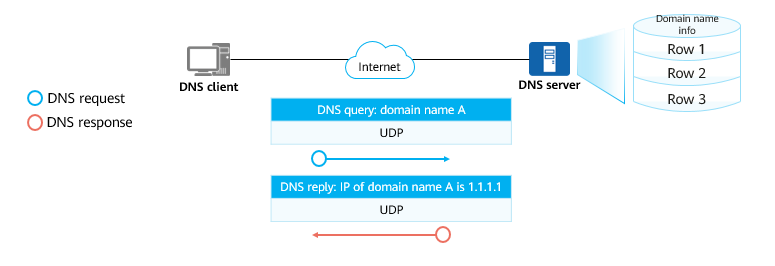 Domain name
info
Row 1
Row 2
Row 3
Internet
DNS client
DNS server
DNS request
DNS response
DNS query: domain name A
UDP
DNS reply: IP of domain name A is 1.1.1.1
UDP